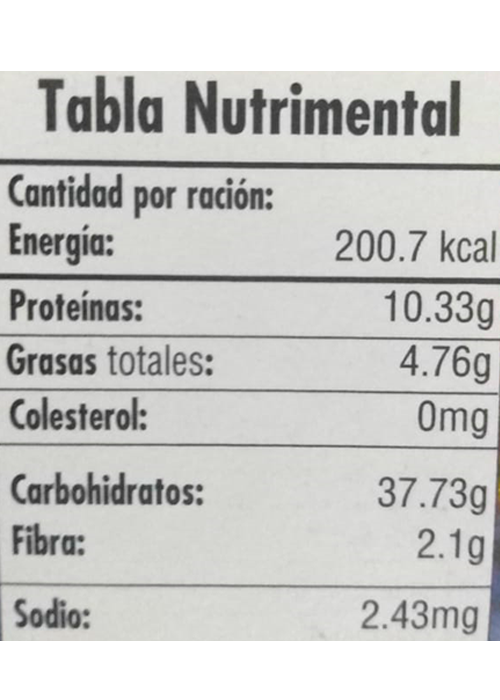 Tabla Nutrimental
Cantidad por ración:
Energía: 200.7 kcal
Proteínas: 10.33g
Grasas totales: 4.76g
Colesterol: 0mg
Carbohidratos: 37.73g
Fibra: 2.1g
Sodio: 2.43mg